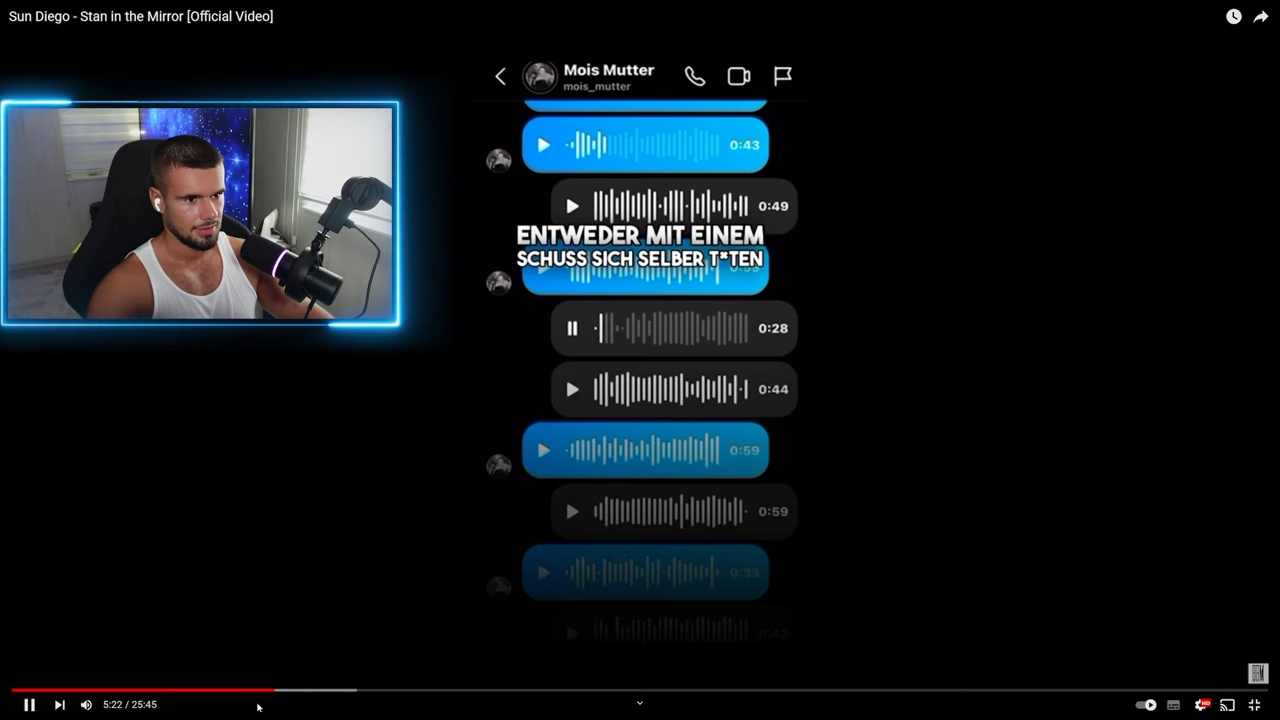 Sun Diego - Stan in the Mirror [Official Video]
Mois Mutter
mois_mutter
0:43
0:49
ENTWEDER MIT EINEM
SCHUSS SICH SELBER T*TEN
0:28
0:44
0:59
0:59
0:33
5:22 / 25:45
HD